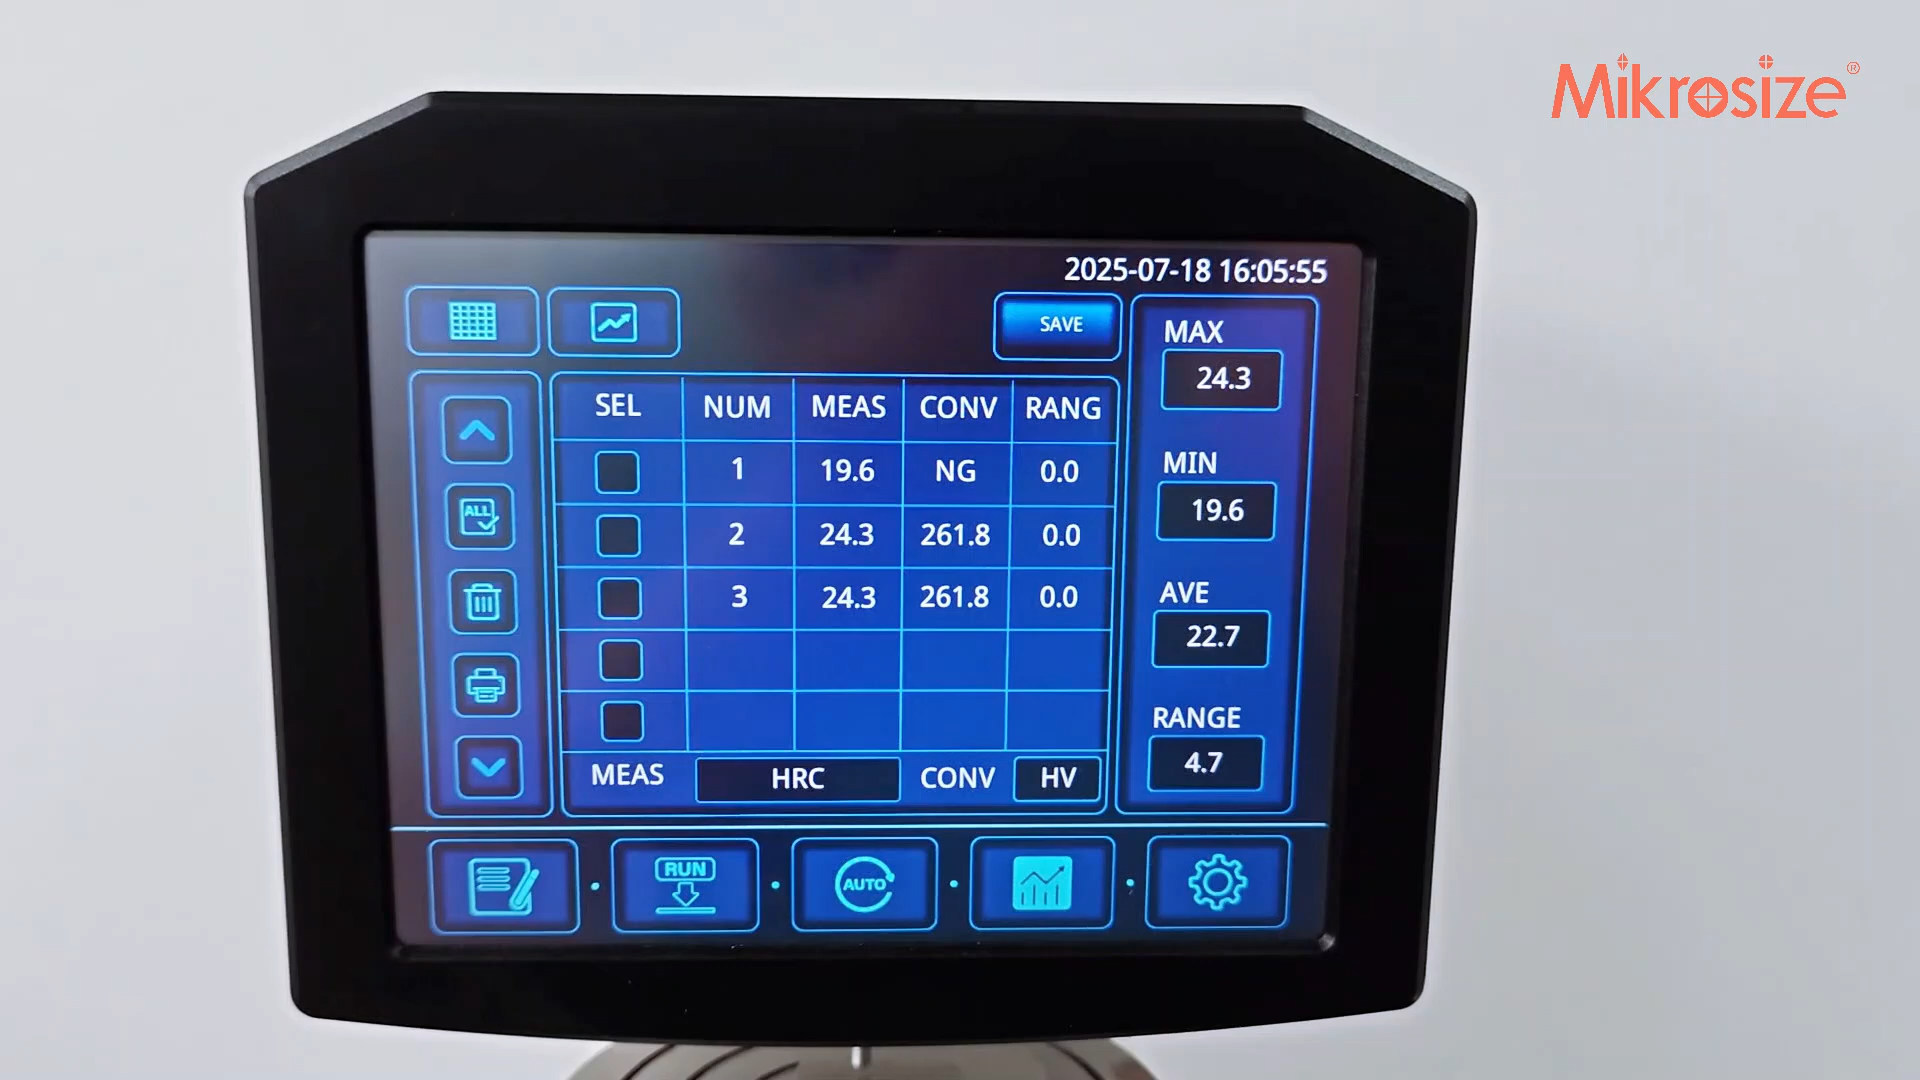 Mikrosize®
2025-07-18 16:05:55
SAVE
SEL NUM MEAS CONV RANG
1 19.6 NG 0.0
2 24.3 261.8 0.0
3 24.3 261.8 0.0
MEAS HRC CONV HV
MAX
24.3
MIN
19.6
AVE
22.7
RANGE
4.7
ALL
RUN
AUTO